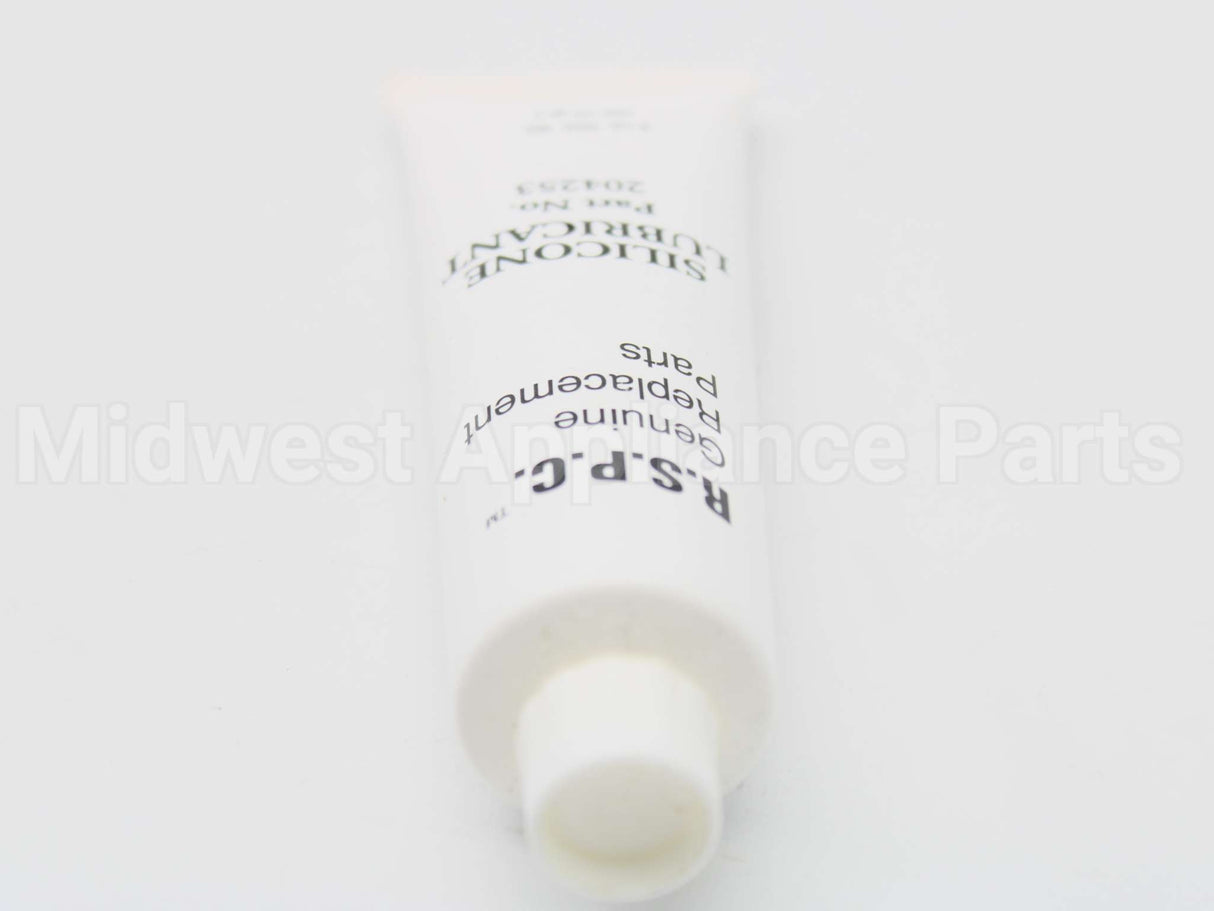 R.S.P.C.™
Genuine
Replacement
Parts
SILICONE
LUBRICANT
Part No.
204253
Midwest Appliance Parts